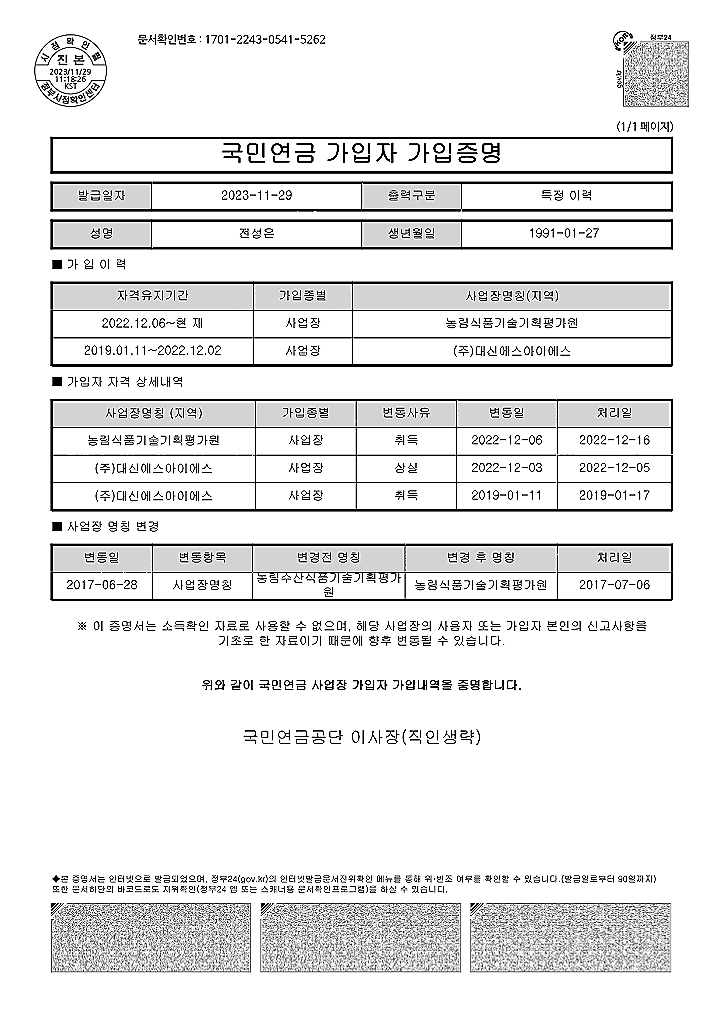 문서확인번호 : 1701-2243-0541-5262
시점확인필
진 본
2023/11/29
11:18:26
KST
정부시점확인센터
정부24
gov.kr
(1/1 페이지)
국민연금 가입자 가입증명
발급일자 2023-11-29 출력구분 특정 이력
성명 전성은 생년월일 1991-01-27
■ 가 입 이 력
자격유지기간 가입종별 사업장명칭(지역)
2022.12.06~현 재 사업장 농림식품기술기획평가원
2019.01.11~2022.12.02 사업장 (주)대신에스아이에스
■ 가입자 자격 상세내역
사업장명칭 (지역) 가입종별 변동사유 변동일 처리일
농림식품기술기획평가원 사업장 취득 2022-12-06 2022-12-16
(주)대신에스아이에스 사업장 상실 2022-12-03 2022-12-05
(주)대신에스아이에스 사업장 취득 2019-01-11 2019-01-17
■ 사업장 명칭 변경
변동일 변동항목 변경전 명칭 변경 후 명칭 처리일
2017-06-28 사업장명칭 농림수산식품기술기획평가원 농림식품기술기획평가원 2017-07-06
※ 이 증명서는 소득확인 자료로 사용할 수 없으며, 해당 사업장의 사용자 또는 가입자 본인의 신고사항을
기초로 한 자료이기 때문에 향후 변동될 수 있습니다.
위와 같이 국민연금 사업장 가입자 가입내역을 증명합니다.
국민연금공단 이사장(직인생략)
◆본 증명서는 인터넷으로 발급되었으며, 정부24(gov.kr)의 인터넷발급문서진위확인 메뉴를 통해 위·변조 여부를 확인할 수 있습니다.(발급일로부터 90일까지)
또한 문서하단의 바코드로도 진위확인(정부24 앱 또는 스캐너용 문서확인프로그램)을 하실 수 있습니다.